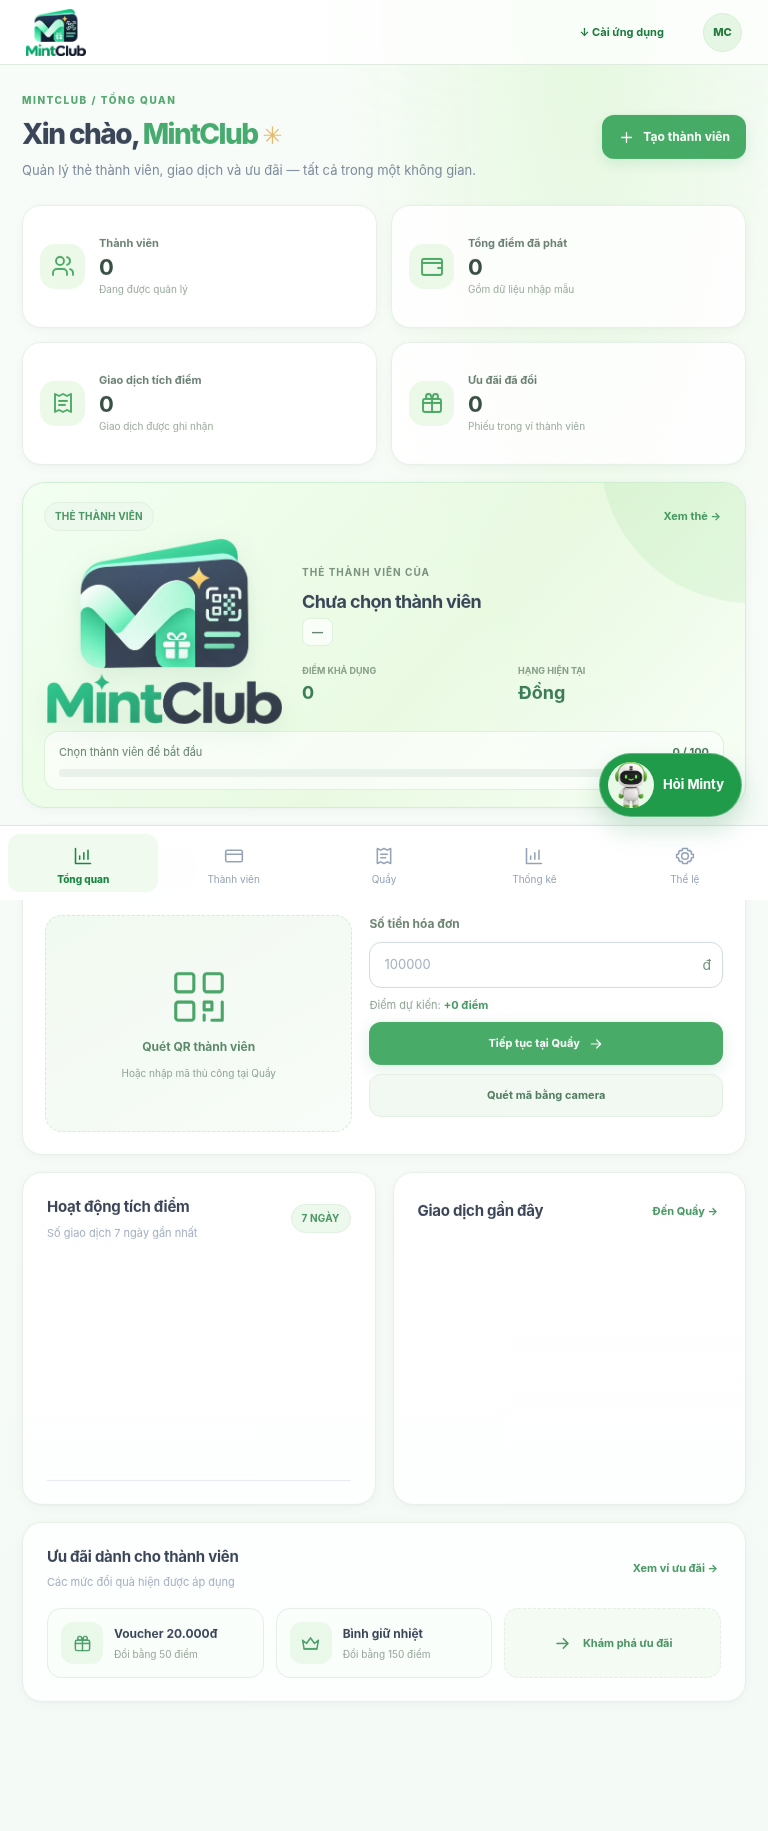 MintClub
↓ Cài ứng dụng
MC
MINTCLUB / TỔNG QUAN
Xin chào, MintClub
Tạo thành viên
Quản lý thẻ thành viên, giao dịch và ưu đãi — tất cả trong một không gian.
Thành viên
0
Đang được quản lý
Tổng điểm đã phát
0
Gồm dữ liệu nhập mẫu
Giao dịch tích điểm
0
Giao dịch được ghi nhận
Ưu đãi đã đổi
0
Phiếu trong ví thành viên
THẺ THÀNH VIÊN
Xem thẻ →
MintClub
THẺ THÀNH VIÊN CỦA
Chưa chọn thành viên
—
ĐIỂM KHẢ DỤNG
0
HẠNG HIỆN TẠI
Đồng
Chọn thành viên để bắt đầu
0 / 100
Hỏi Minty
Tổng quan
Thành viên
Quầy
Thống kê
Thể lệ
Quét QR thành viên
Hoặc nhập mã thủ công tại Quầy
Số tiền hóa đơn
100000
đ
Điểm dự kiến: +0 điểm
Tiếp tục tại Quầy →
Quét mã bằng camera
Hoạt động tích điểm
Số giao dịch 7 ngày gần nhất
7 NGÀY
Giao dịch gần đây
Đến Quầy →
Ưu đãi dành cho thành viên
Các mức đổi quà hiện được áp dụng
Xem ví ưu đãi →
Voucher 20.000đ
Đổi bằng 50 điểm
Bình giữ nhiệt
Đổi bằng 150 điểm
→ Khám phá ưu đãi